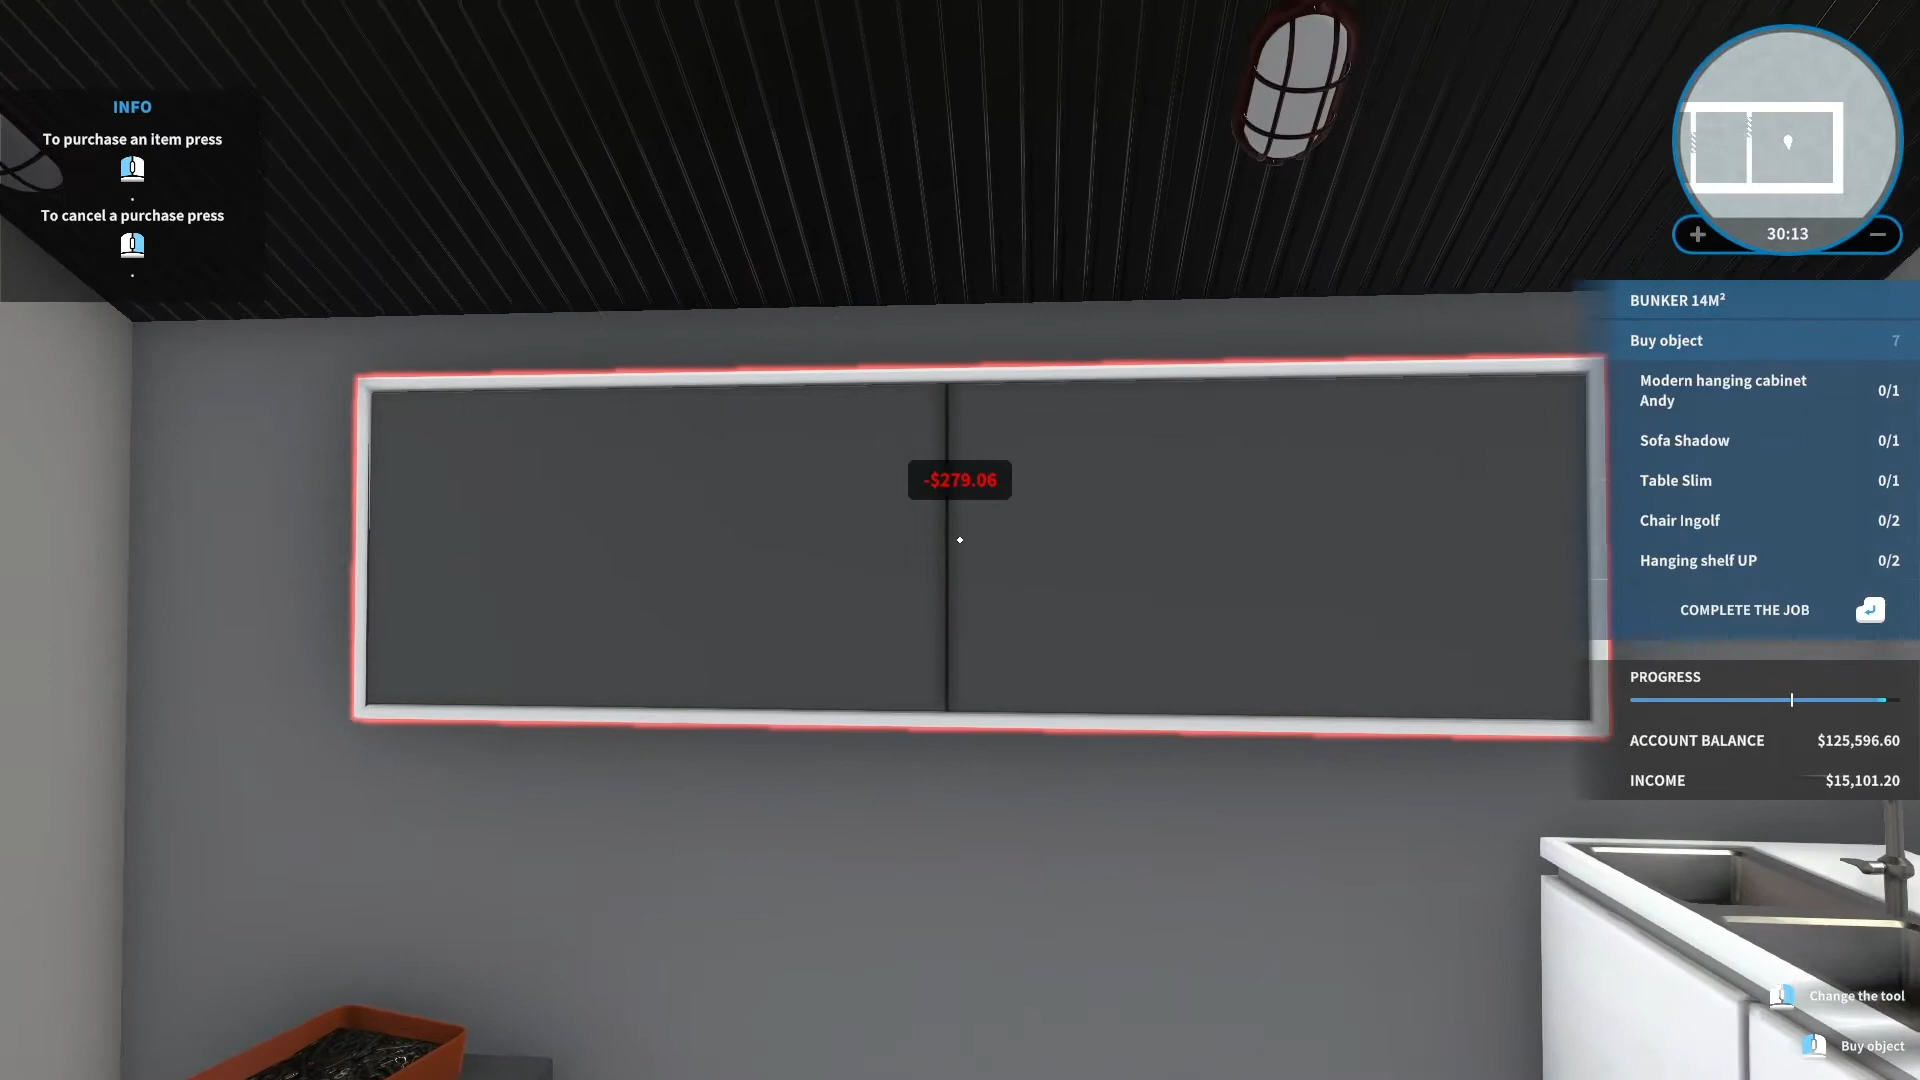 INFO
To purchase an item press
.
To cancel a purchase press
.
30:13
BUNKER 14M²
Buy object 7
Modern hanging cabinet
Andy 0/1
Sofa Shadow 0/1
Table Slim 0/1
Chair Ingolf 0/2
Hanging shelf UP 0/2
COMPLETE THE JOB
-$279.06
PROGRESS
ACCOUNT BALANCE $125,596.60
INCOME $15,101.20
Change the tool
Buy object